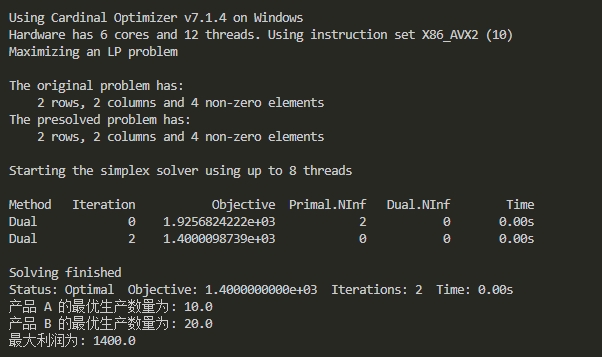 Using Cardinal Optimizer v7.1.4 on Windows
Hardware has 6 cores and 12 threads. Using instruction set X86_AVX2 (10)
Maximizing an LP problem
The original problem has:
2 rows, 2 columns and 4 non-zero elements
The presolved problem has:
2 rows, 2 columns and 4 non-zero elements
Starting the simplex solver using up to 8 threads
Method Iteration Objective Primal.NInf Dual.NInf Time
Dual 0 1.9256824222e+03 2 0 0.00s
Dual 2 1.4000098739e+03 0 0 0.00s
Solving finished
Status: Optimal Objective: 1.4000000000e+03 Iterations: 2 Time: 0.00s
产品 A 的最优生产数量为: 10.0
产品 B 的最优生产数量为: 20.0
最大利润为: 1400.0